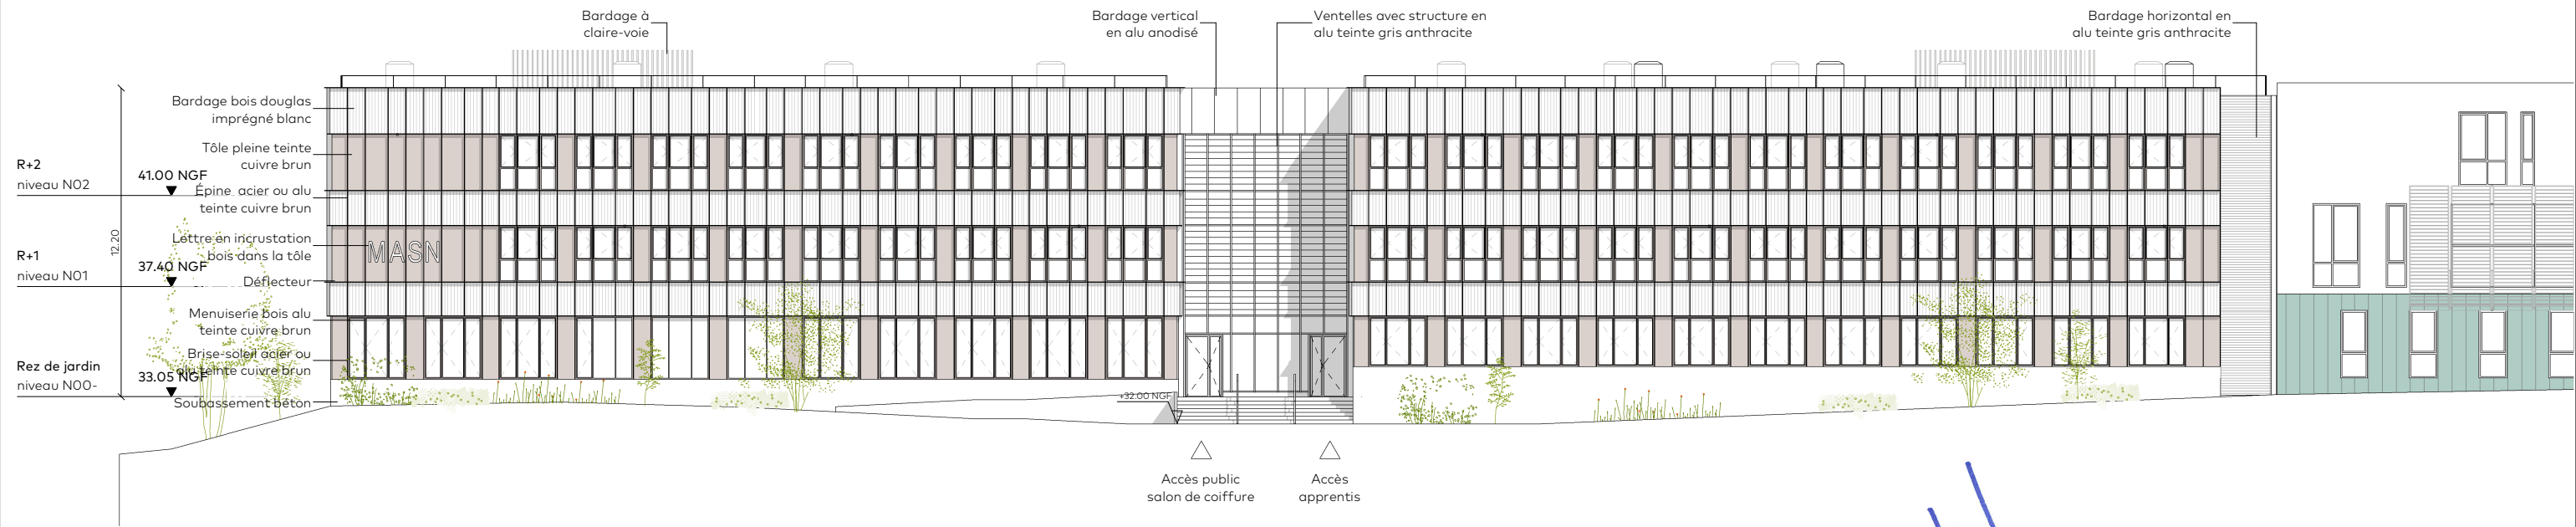 Bardage à
claire-voie
Bardage vertical
en alu anodisé
Ventelles avec structure en
alu teinte gris anthracite
Bardage horizontal en
alu teinte gris anthracite
Bardage bois douglas
imprégné blanc
Tôle pleine teinte
cuivre brun
R+2
niveau N02
41.00 NGF
Épine acier ou alu
teinte cuivre brun
12.20
Lettre en incrustation
bois dans la tôle
MASN
R+1
niveau N01
37.40 NGF
Déflecteur
Menuiserie bois alu
teinte cuivre brun
Brise-soleil acier ou
alu teinte cuivre brun
Rez de jardin
niveau N00-
33.05 NGF
Soubassement béton
+32.00 NGF
Accès public
salon de coiffure
Accès
apprentis